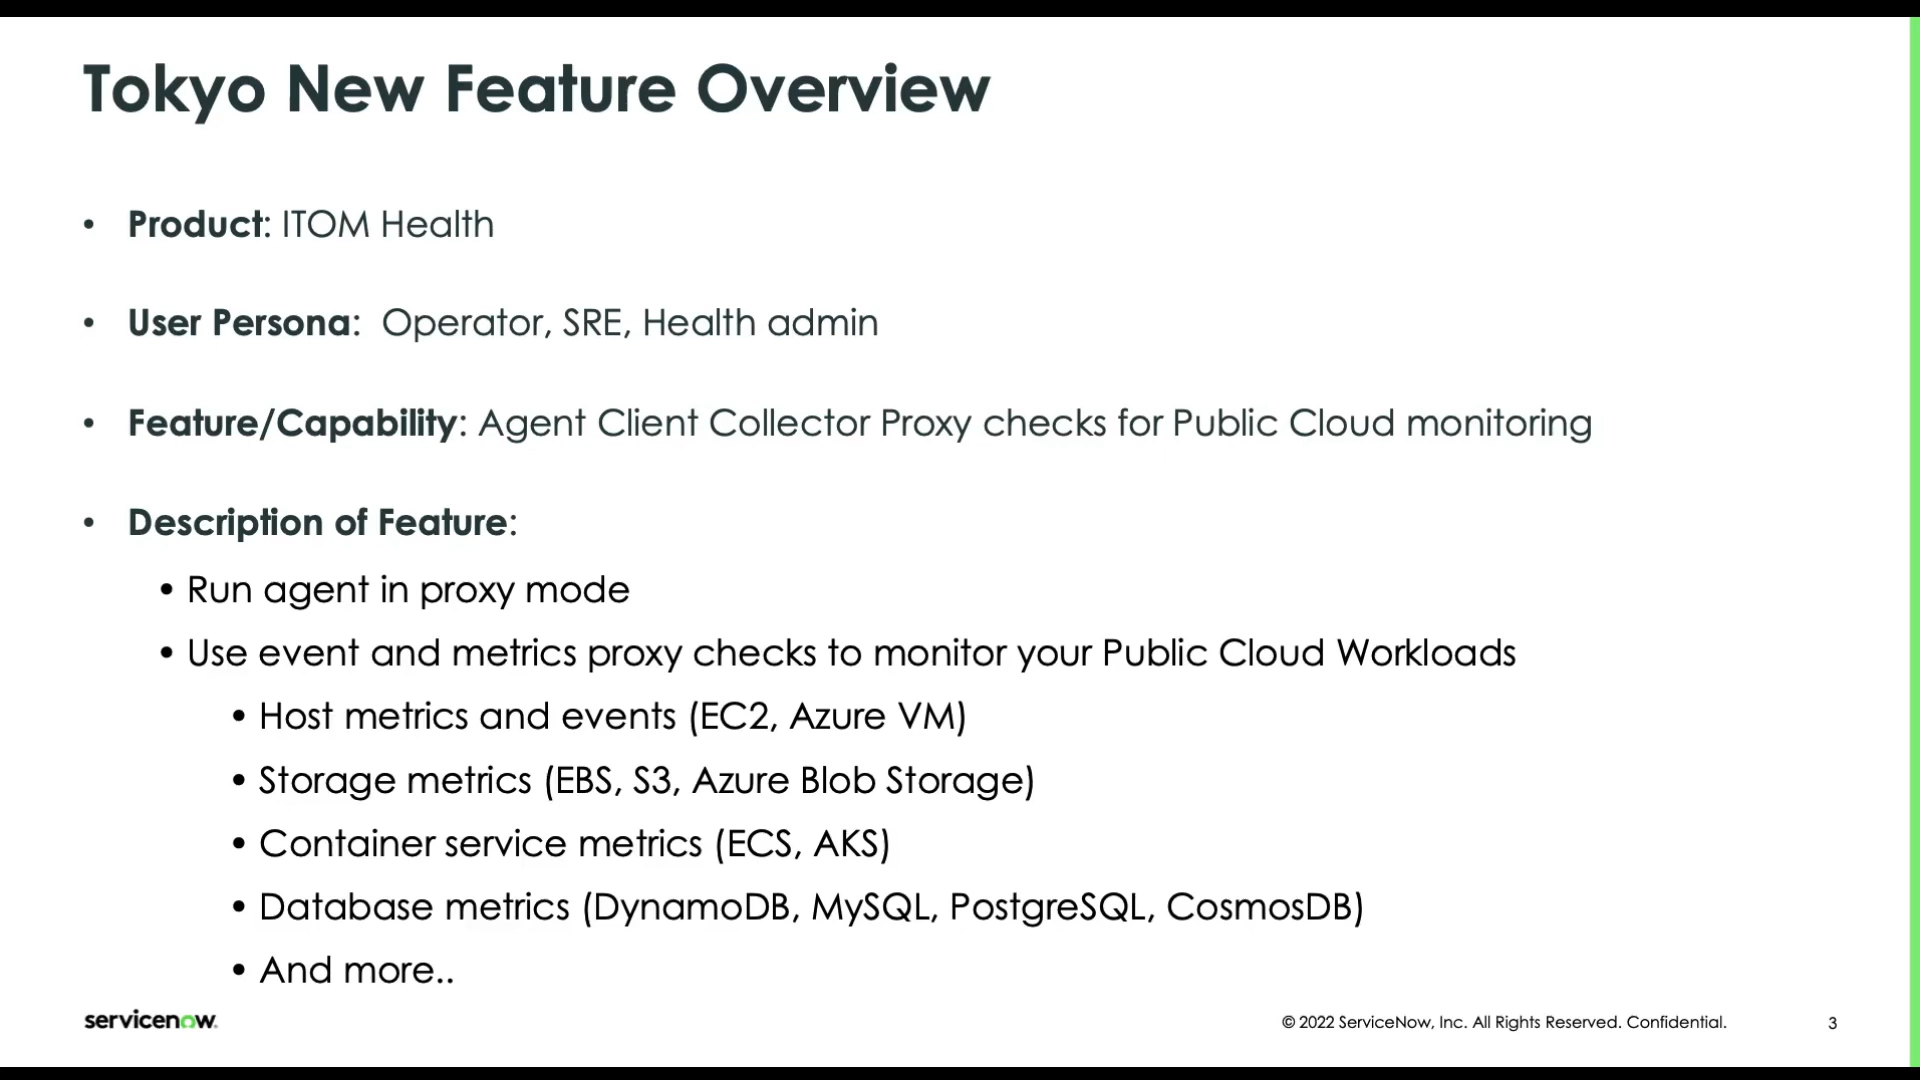 Tokyo New Feature Overview
• Product: ITOM Health
• User Persona:  Operator, SRE, Health admin
• Feature/Capability: Agent Client Collector Proxy checks for Public Cloud monitoring
• Description of Feature:
• Run agent in proxy mode
• Use event and metrics proxy checks to monitor your Public Cloud Workloads
• Host metrics and events (EC2, Azure VM)
• Storage metrics (EBS, S3, Azure Blob Storage)
• Container service metrics (ECS, AKS)
• Database metrics (DynamoDB, MySQL, PostgreSQL, CosmosDB)
• And more..
servicenow.
© 2022 ServiceNow, Inc. All Rights Reserved. Confidential.
3